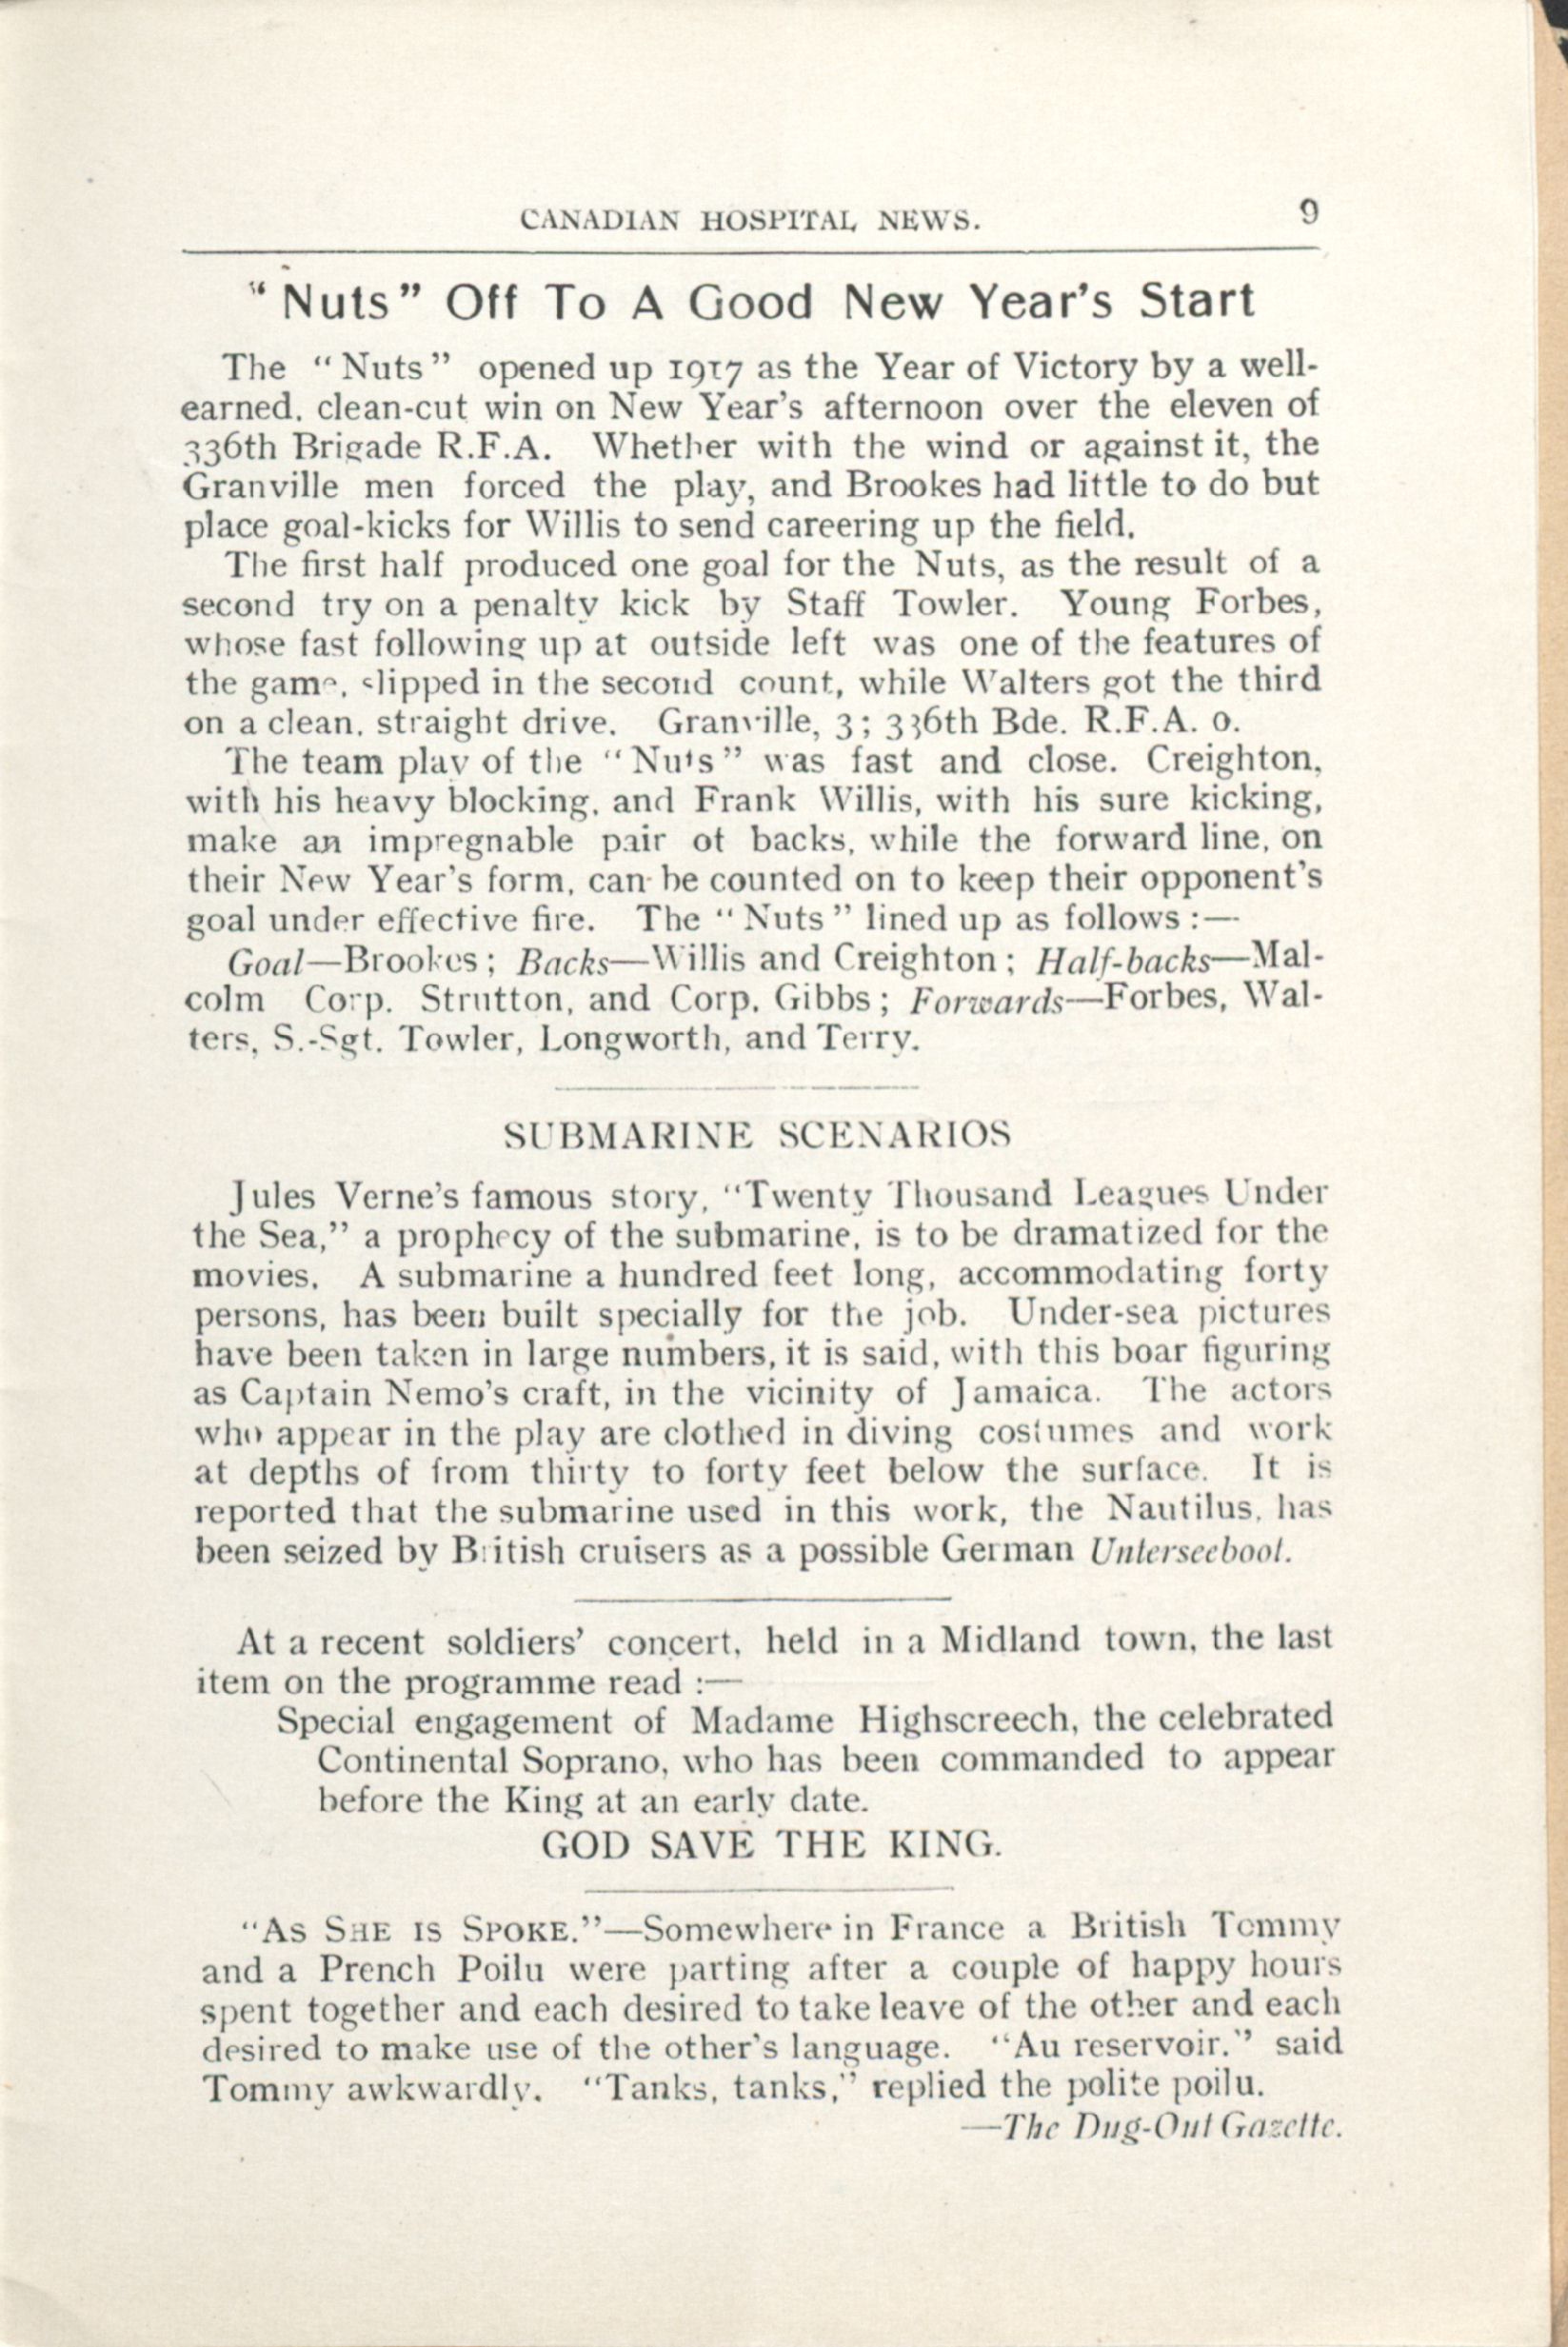 CANADIAN HOSPITAL NEWS. 9
"Nuts" Off To A Good New Year's Start
The "Nuts" opened up 1917 as the Year of Victory by a well-
earned, clean-cut win on New Year's afternoon over the eleven of
336th Brigade R.F.A. Whether with the wind or against it, the
Granville men forced the play, and Brookes had little to do but
place goal-kicks for Willis to send careering up the field.
The first half produced one goal for the Nuts, as the result of a
second try on a penalty kick by Staff Towler. Young Forbes,
whose fast following up at outside left was one of the features of
the game, slipped in the second count, while Walters got the third
on a clean, straight drive. Granville, 3; 336th Bde. R.F.A. 0.
The team play of the "Nuts" was fast and close. Creighton,
with his heavy blocking, and Frank Willis, with his sure kicking,
make an impregnable pair of backs, while the forward line, on
their New Year's form, can be counted on to keep their opponent's
goal under effective fire. The "Nuts" lined up as follows:—
Goal—Brookes; Backs—Willis and Creighton; Half-backs—Mal-
colm Corp. Strutton, and Corp. Gibbs; Forwards—Forbes, Wal-
ters, S.-Sgt. Towler, Longworth, and Terry.
SUBMARINE SCENARIOS
Jules Verne's famous story, "Twenty Thousand Leagues Under
the Sea," a prophecy of the submarine, is to be dramatized for the
movies. A submarine a hundred feet long, accommodating forty
persons, has been built specially for the job. Under-sea pictures
have been taken in large numbers, it is said, with this boar figuring
as Captain Nemo's craft, in the vicinity of Jamaica. The actors
who appear in the play are clothed in diving costumes and work
at depths of from thirty to forty feet below the surface. It is
reported that the submarine used in this work, the Nautilus, has
been seized by British cruisers as a possible German Unterseeboot.
At a recent soldiers' concert, held in a Midland town, the last
item on the programme read:—
Special engagement of Madame Highscreech, the celebrated
Continental Soprano, who has been commanded to appear
before the King at an early date.
GOD SAVE THE KING.
"AS SHE IS SPOKE."—Somewhere in France a British Tommy
and a Prench Poilu were parting after a couple of happy hours
spent together and each desired to take leave of the other and each
desired to make use of the other's language. "Au reservoir." said
Tommy awkwardly. "Tanks, tanks," replied the polite poilu.
—The Dug-Out Gazette.